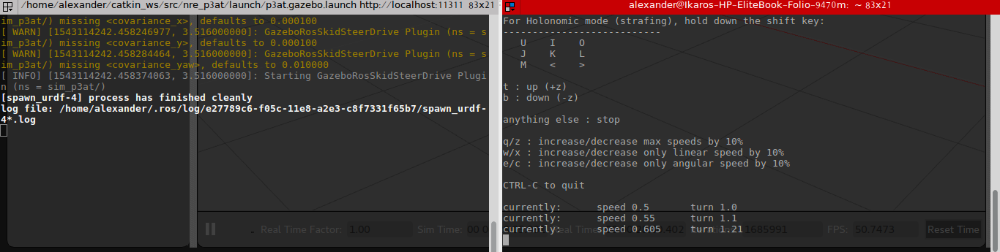 /home/alexander/catkin_ws/src/nre_p3at/launch/p3at.gazebo.launch http://localhost:11311 83x21
im_p3at/) missing <covariance_x>, defaults to 0.000100
[ WARN] [1543114242.458246977, 3.516000000]: GazeboRosSkidSteerDrive Plugin (ns = s
im_p3at/) missing <covariance_y>, defaults to 0.000100
[ WARN] [1543114242.458284464, 3.516000000]: GazeboRosSkidSteerDrive Plugin (ns = s
im_p3at/) missing <covariance_yaw>, defaults to 0.010000
[ INFO] [1543114242.458374063, 3.516000000]: Starting GazeboRosSkidSteerDrive Plugi
n (ns = sim_p3at/)
[spawn_urdf-4] process has finished cleanly
log file: /home/alexander/.ros/log/e27789c6-f05c-11e8-a2e3-c8f7331f65b7/spawn_urdf-
4*.log
Real Time Factor: 1.00 Sim Time: 00 0
alexander@Ikaros-HP-EliteBook-Folio-9470m: ~ 83x21
For Holonomic mode (strafing), hold down the shift key:
---------------------------
U I O
J K L
M < >
t : up (+z)
b : down (-z)
anything else : stop
q/z : increase/decrease max speeds by 10%
w/x : increase/decrease only linear speed by 10%
e/c : increase/decrease only angular speed by 10%
CTRL-C to quit
currently: speed 0.5 turn 1.0
currently: speed 0.55 turn 1.1
currently: speed 0.605 turn 1.21
Real Time .402 1685991 FPS: 50.7473 Reset Time